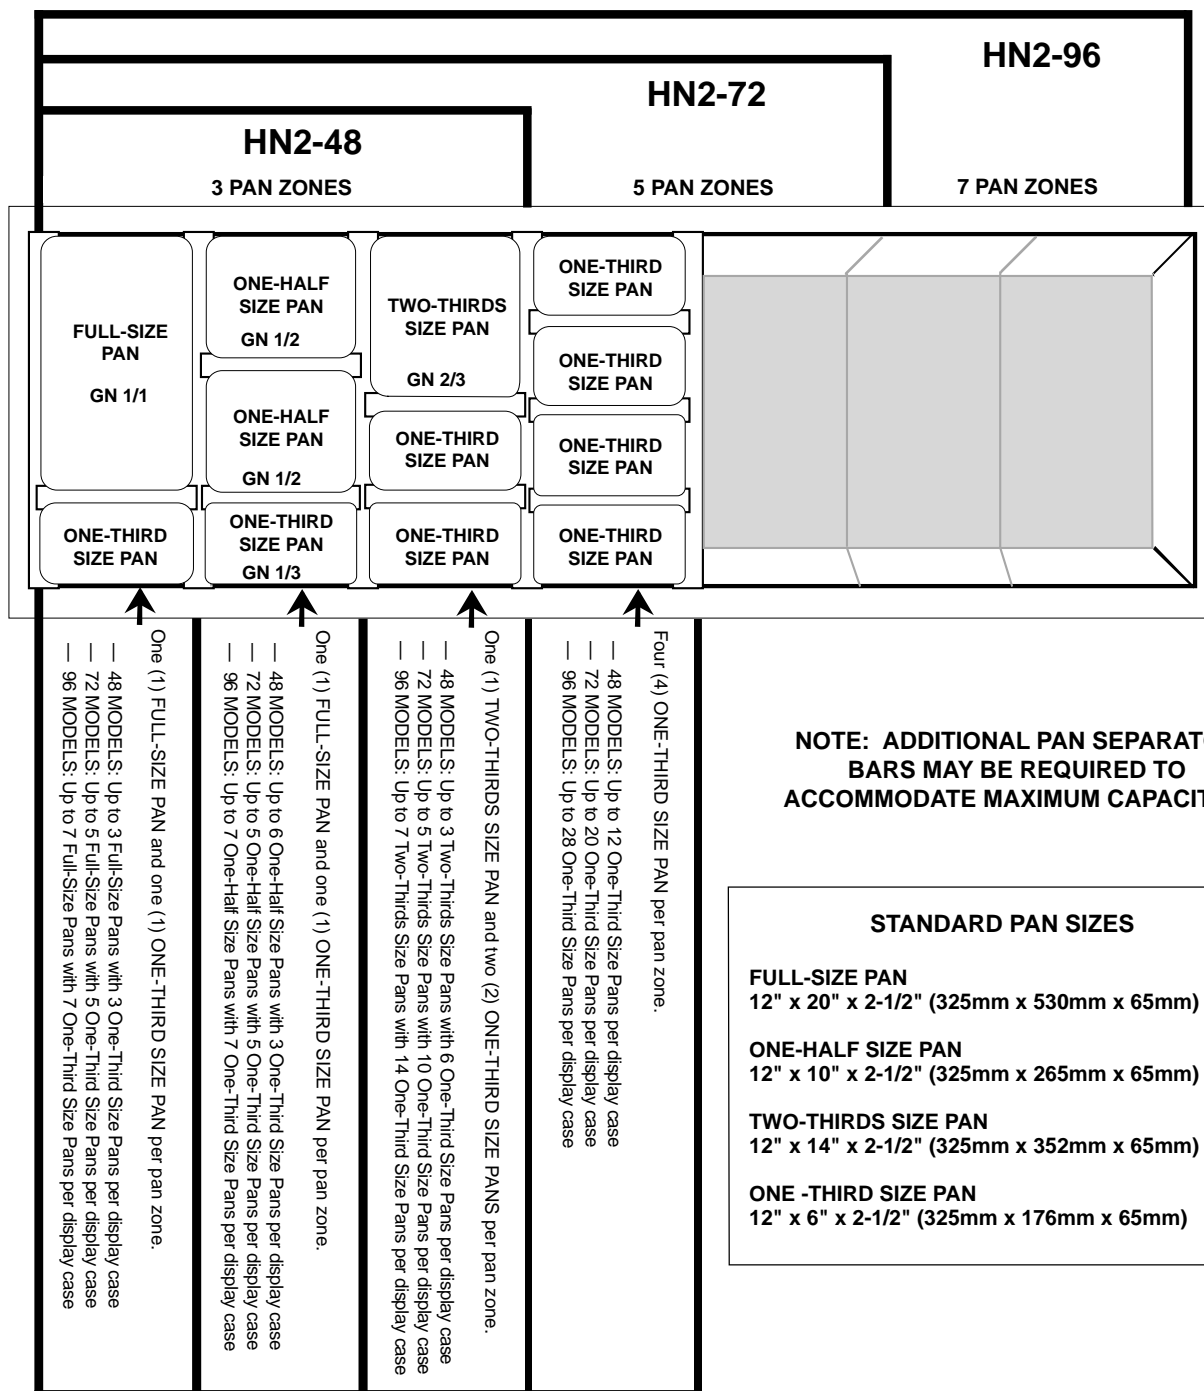 HN2-96
HN2-72
HN2-48
3 PAN ZONES
5 PAN ZONES
7 PAN ZONES
FULL-SIZE
PAN
GN 1/1
ONE-THIRD
SIZE PAN
ONE-HALF
SIZE PAN
GN 1/2
ONE-HALF
SIZE PAN
GN 1/2
ONE-THIRD
SIZE PAN
GN 1/3
TWO-THIRDS
SIZE PAN
GN 2/3
ONE-THIRD
SIZE PAN
ONE-THIRD
SIZE PAN
ONE-THIRD
SIZE PAN
ONE-THIRD
SIZE PAN
ONE-THIRD
SIZE PAN
ONE-THIRD
SIZE PAN
One (1) FULL-SIZE PAN and one (1) ONE-THIRD SIZE PAN per pan zone.
— 48 MODELS: Up to 3 Full-Size Pans with 3 One-Third Size Pans per display case
— 72 MODELS: Up to 5 Full-Size Pans with 5 One-Third Size Pans per display case
— 96 MODELS: Up to 7 Full-Size Pans with 7 One-Third Size Pans per display case
One (1) FULL-SIZE PAN and one (1) ONE-THIRD SIZE PAN per pan zone.
— 48 MODELS: Up to 6 One-Half Size Pans with 3 One-Third Size Pans per display case
— 72 MODELS: Up to 5 One-Half Size Pans with 5 One-Third Size Pans per display case
— 96 MODELS: Up to 7 One-Half Size Pans with 7 One-Third Size Pans per display case
One (1) TWO-THIRDS SIZE PAN and two (2) ONE-THIRD SIZE PANS per pan zone.
— 48 MODELS: Up to 3 Two-Thirds Size Pans with 6 One-Third Size Pans per display case
— 72 MODELS: Up to 5 Two-Thirds Size Pans with 10 One-Third Size Pans per display case
— 96 MODELS: Up to 7 Two-Thirds Size Pans with 14 One-Third Size Pans per display case
Four (4) ONE-THIRD SIZE PAN per pan zone.
— 48 MODELS: Up to 12 One-Third Size Pans per display case
— 72 MODELS: Up to 20 One-Third Size Pans per display case
— 96 MODELS: Up to 28 One-Third Size Pans per display case
NOTE: ADDITIONAL PAN
BARS MAY BE REQUIRED TO
ACCOMMODATE MAXIMUM
STANDARD PAN SIZES
FULL-SIZE PAN
12" x 20" x 2-1/2" (325mm x 530mm x 65mm)
ONE-HALF SIZE PAN
12" x 10" x 2-1/2" (325mm x 265mm x 65mm)
TWO-THIRDS SIZE PAN
12" x 14" x 2-1/2" (325mm x 352mm x 65mm)
ONE -THIRD SIZE PAN
12" x 6" x 2-1/2" (325mm x 176mm x 65mm)